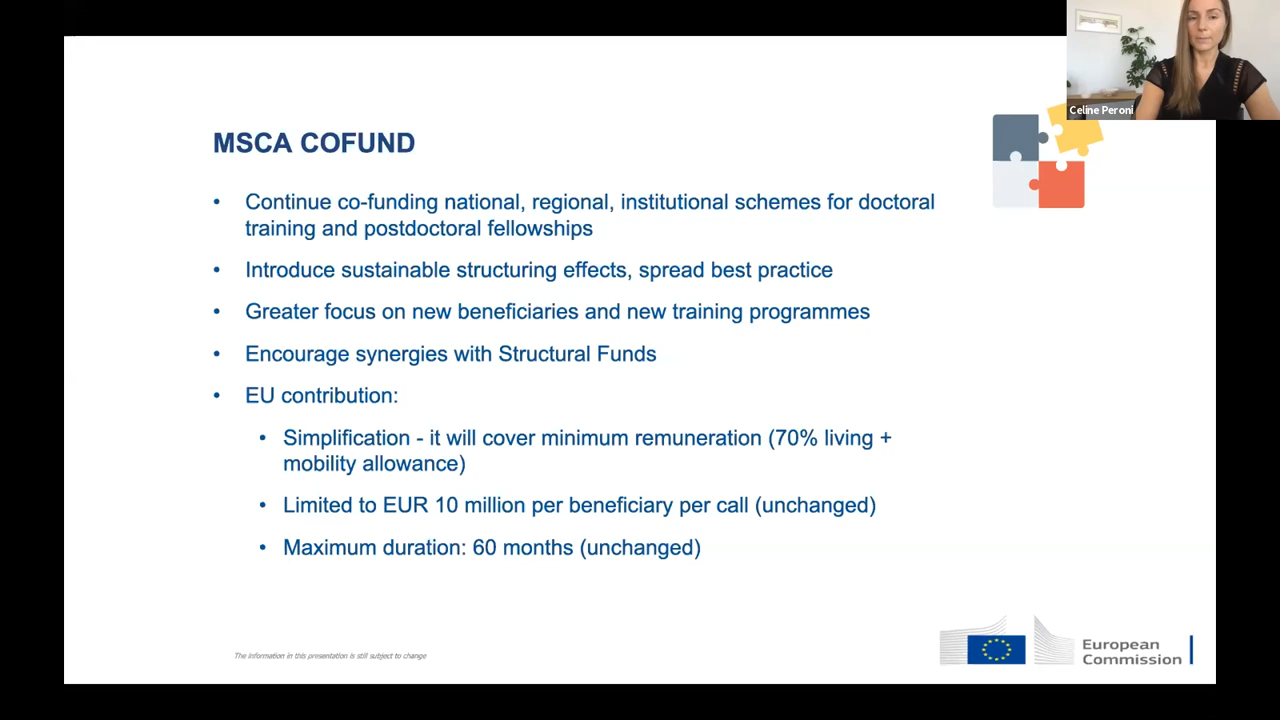 Celine Peroni
MSCA COFUND
• Continue co-funding national, regional, institutional schemes for doctoral
training and postdoctoral fellowships
• Introduce sustainable structuring effects, spread best practice
• Greater focus on new beneficiaries and new training programmes
• Encourage synergies with Structural Funds
• EU contribution:
• Simplification - it will cover minimum remuneration (70% living +
mobility allowance)
• Limited to EUR 10 million per beneficiary per call (unchanged)
• Maximum duration: 60 months (unchanged)
The information in this presentation is still subject to change
European
Commission